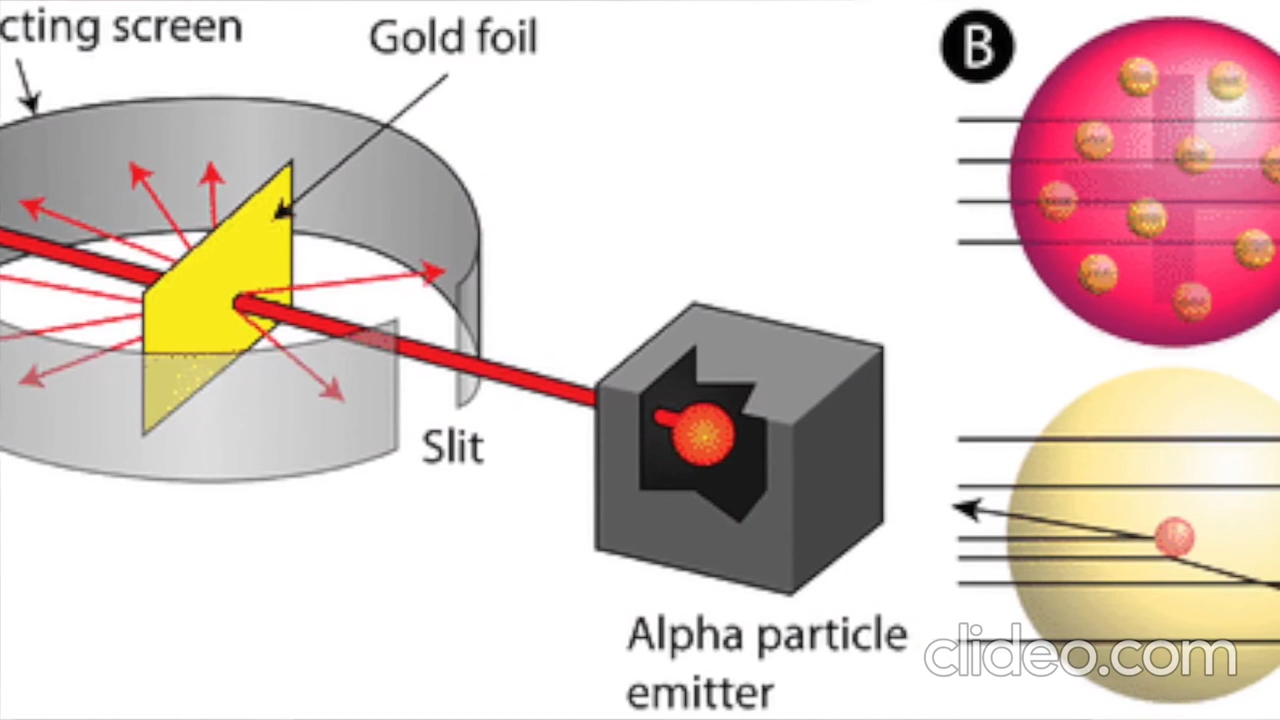 cting screen
Gold foil
B
Slit
Alpha particle
emitter
clideo.com